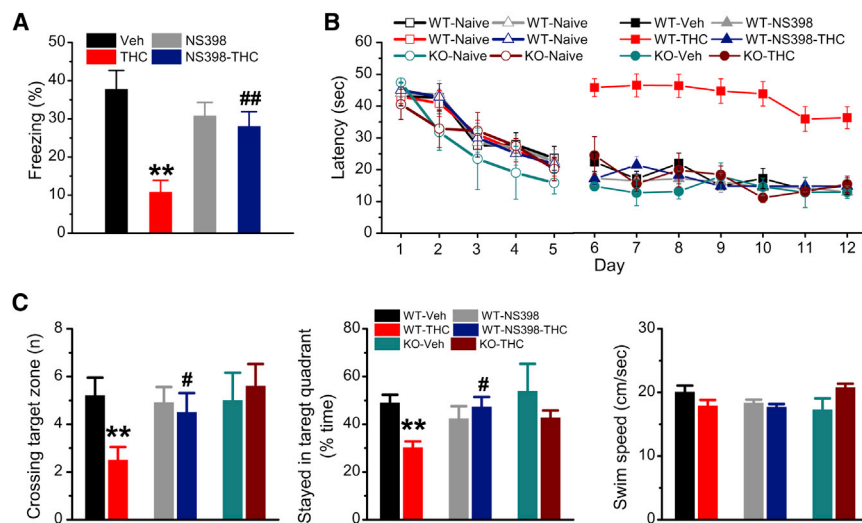 A
Veh
NS398
THC
NS398-THC
Freezing (%)
50
40
30
20
10
0
**
##
B
WT-Naive
WT-Naive
WT-Naive
WT-Naive
KO-Naive
KO-Naive
WT-Veh
WT-NS398
WT-THC
WT-NS398-THC
KO-Veh
KO-THC
Latency (sec)
60
50
40
30
20
10
0
1 2 3 4 5 6 7 8 9 10 11 12
Day
C
Crossing target zone (n)
8
6
4
2
0
**
#
WT-Veh
WT-NS398
WT-THC
WT-NS398-THC
KO-Veh
KO-THC
Stayed in taregt quadrant
(% time)
80
60
40
20
0
**
#
Swim speed (cm/sec)
30
20
10
0